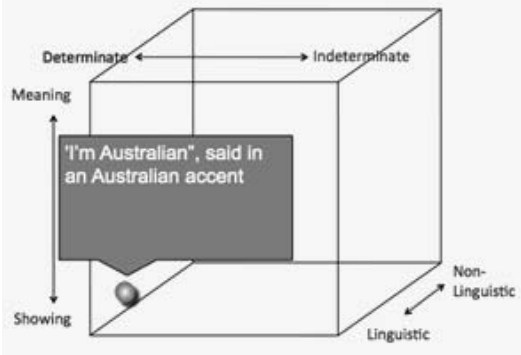 Determinate
Indeterminate
Meaning
'I'm Australian", said in
an Australian accent
Non-
Linguistic
Showing
Linguistic